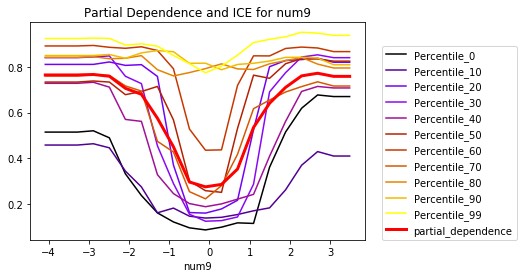 Partial Dependence and ICE for num9
0.8
0.6
0.4
0.2
−4 −3 −2 −1 0 1 2 3
num9
Percentile_0
Percentile_10
Percentile_20
Percentile_30
Percentile_40
Percentile_50
Percentile_60
Percentile_70
Percentile_80
Percentile_90
Percentile_99
partial_dependence